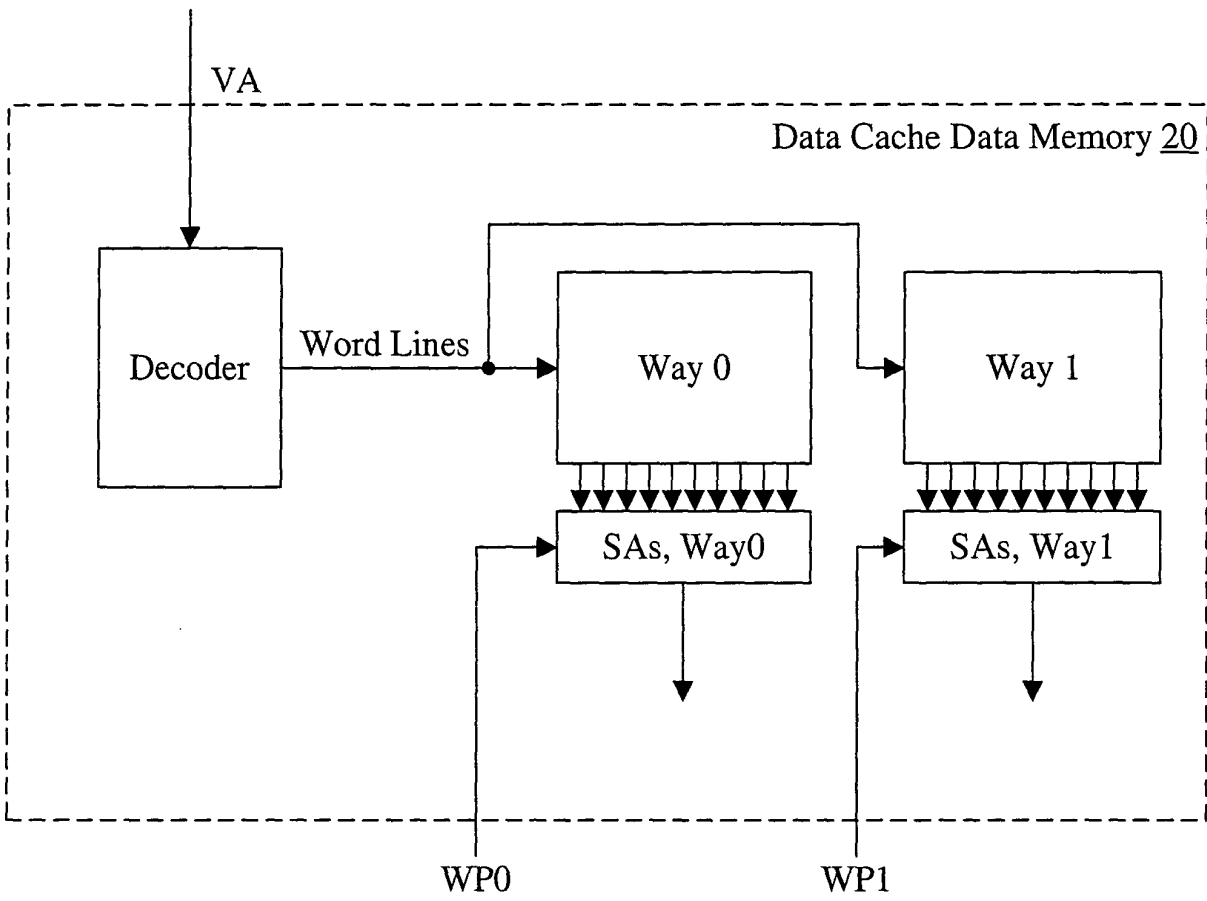 VA
Data Cache Data Memory 20
Decoder
Word Lines
Way 0
Way 1
SAs, Way0
SAs, Way1
WP0
WP1